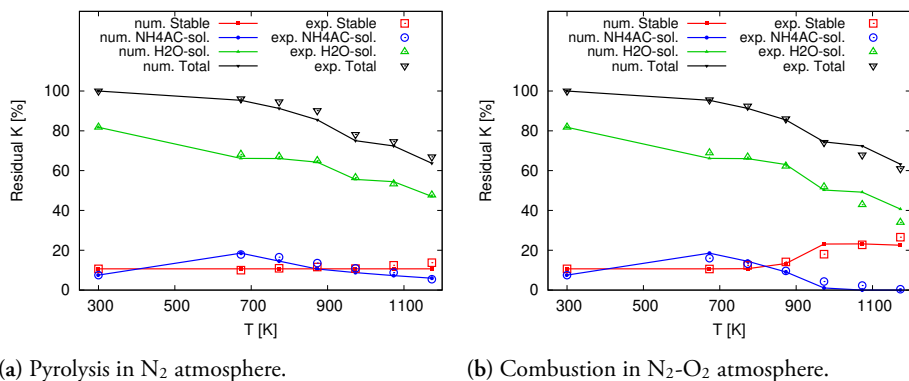 num. Stable
num. NH4AC-sol.
num. H2O-sol.
num. Total
exp. Stable
exp. NH4AC-sol.
exp. H2O-sol.
exp. Total
Residual K [%]
100
80
60
40
20
0
300 500 700 900 1100
T [K]
(a) Pyrolysis in N₂ atmosphere.
num. Stable
num. NH4AC-sol.
num. H2O-sol.
num. Total
exp. Stable
exp. NH4AC-sol.
exp. H2O-sol.
exp. Total
Residual K [%]
100
80
60
40
20
0
300 500 700 900 1100
T [K]
(b) Combustion in N₂-O₂ atmosphere.